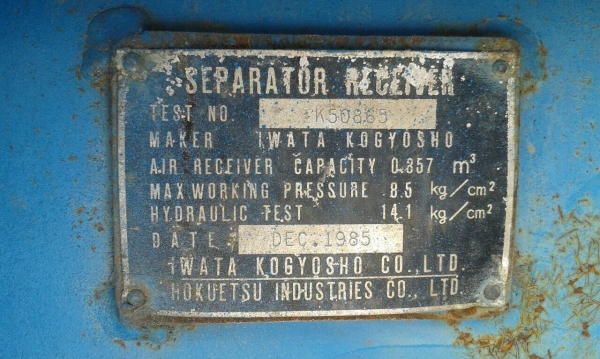 SEPARATOR RECEIVER
TEST NO. K50865
MAKER IWATA KOGYOSHO
AIR RECEIVER CAPACITY 0.357 m³
MAX.WORKING PRESSURE 8.5 kg/cm²
HYDRAULIC TEST 14.1 kg/cm²
DATE DEC.1985
IWATA KOGYOSHO CO.,LTD.
HOKUETSU INDUSTRIES CO., LTD.